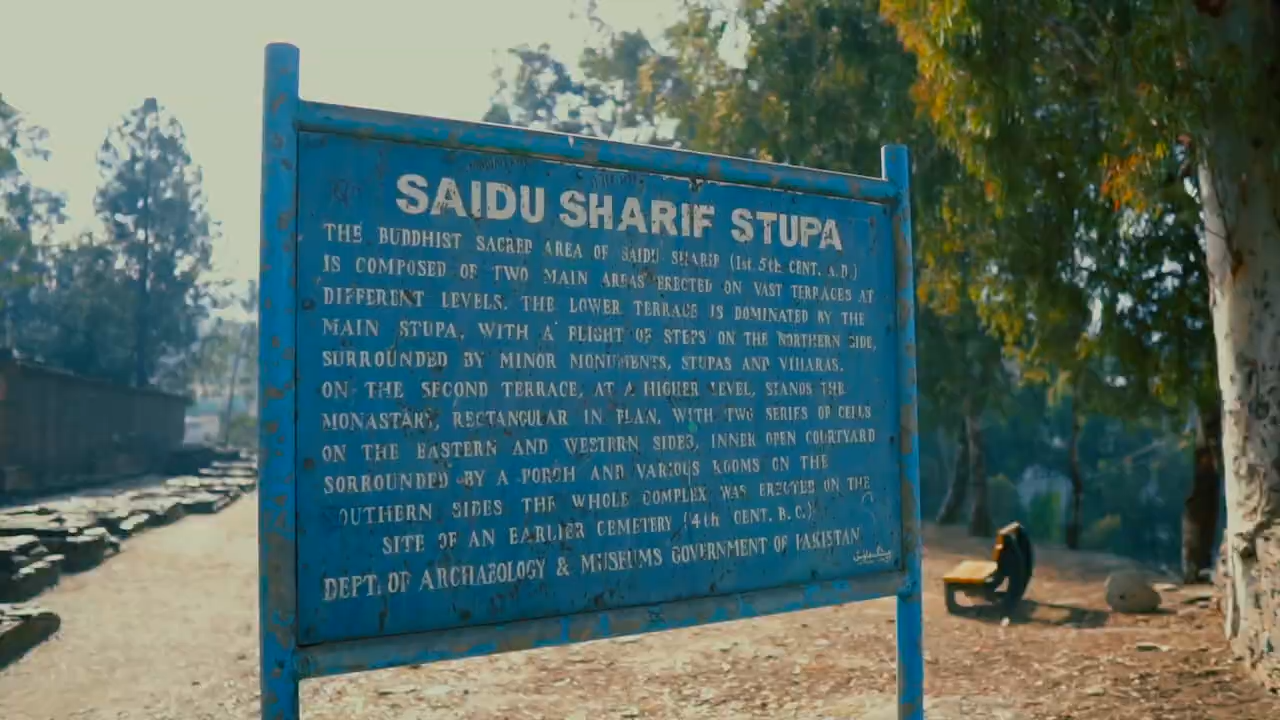 SAIDU SHARIF STUPA
THE BUDDHIST SACRED AREA OF SAIDU SHARIF (1st 5th CENT. A.D.)
IS COMPOSED OF TWO MAIN AREAS ERECTED ON VAST TERRACES AT
DIFFERENT LEVELS. THE LOWER TERRACE IS DOMINATED BY THE
MAIN STUPA, WITH A FLIGHT OF STEPS ON THE NORTHERN SIDE,
SURROUNDED BY MINOR MONUMENTS, STUPAS AND VIHARAS.
ON THE SECOND TERRACE, AT A HIGHER LEVEL, STANDS THE
MONASTARY, RECTANGULAR IN PLAN, WITH TWO SERIES OF CELLS
ON THE EASTERN AND WESTERN SIDES, INNER OPEN COURTYARD
SORROUNDED BY A PORCH AND VARIOUS ROOMS ON THE
OUTHERN SIDES THE WHOLE COMPLEX WAS ERECTED ON THE
SITE OF AN EARLIER CEMETERY (4th CENT. B.C.)
DEPT. OF ARCHAEOLOGY & MUSEUMS GOVERNMENT OF PAKISTAN